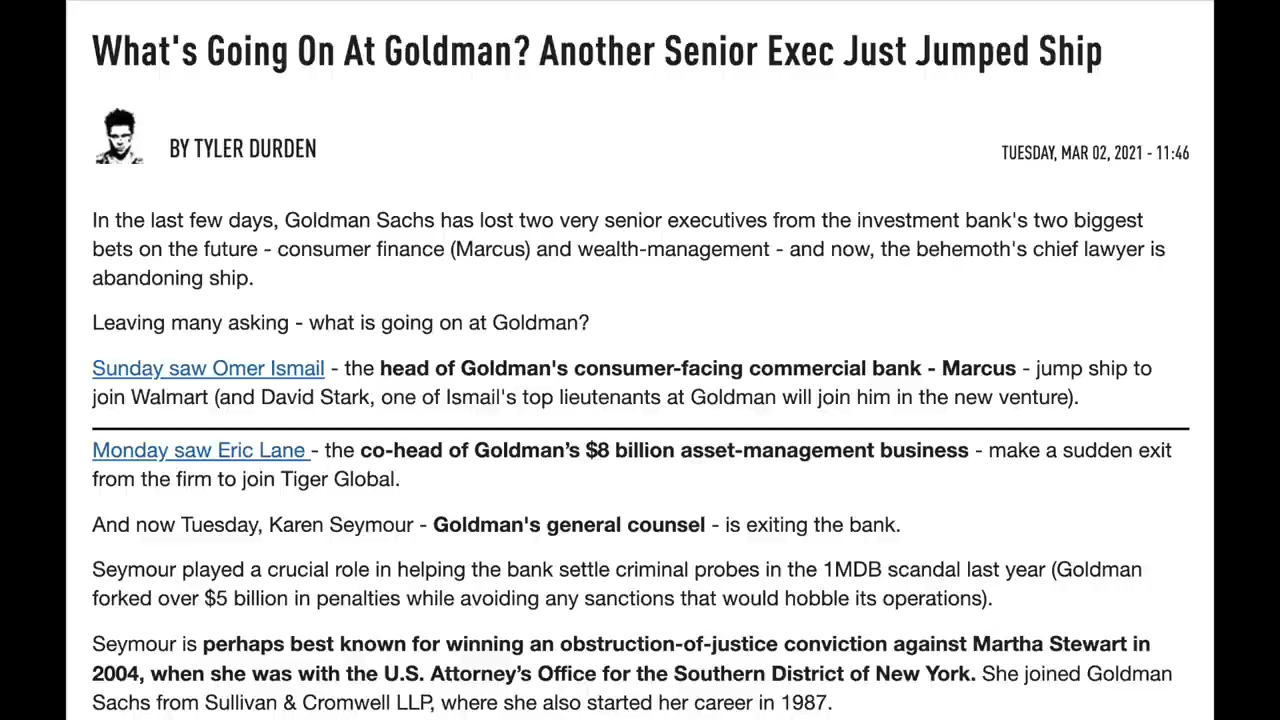 What's Going On At Goldman? Another Senior Exec Just Jumped Ship
BY TYLER DURDEN
TUESDAY, MAR 02, 2021 - 11:46
In the last few days, Goldman Sachs has lost two very senior executives from the investment bank's two biggest
bets on the future - consumer finance (Marcus) and wealth-management - and now, the behemoth's chief lawyer is
abandoning ship.
Leaving many asking - what is going on at Goldman?
Sunday saw Omer Ismail - the head of Goldman's consumer-facing commercial bank - Marcus - jump ship to
join Walmart (and David Stark, one of Ismail's top lieutenants at Goldman will join him in the new venture).
Monday saw Eric Lane - the co-head of Goldman’s $8 billion asset-management business - make a sudden exit
from the firm to join Tiger Global.
And now Tuesday, Karen Seymour - Goldman's general counsel - is exiting the bank.
Seymour played a crucial role in helping the bank settle criminal probes in the 1MDB scandal last year (Goldman
forked over $5 billion in penalties while avoiding any sanctions that would hobble its operations).
Seymour is perhaps best known for winning an obstruction-of-justice conviction against Martha Stewart in
2004, when she was with the U.S. Attorney’s Office for the Southern District of New York. She joined Goldman
Sachs from Sullivan & Cromwell LLP, where she also started her career in 1987.